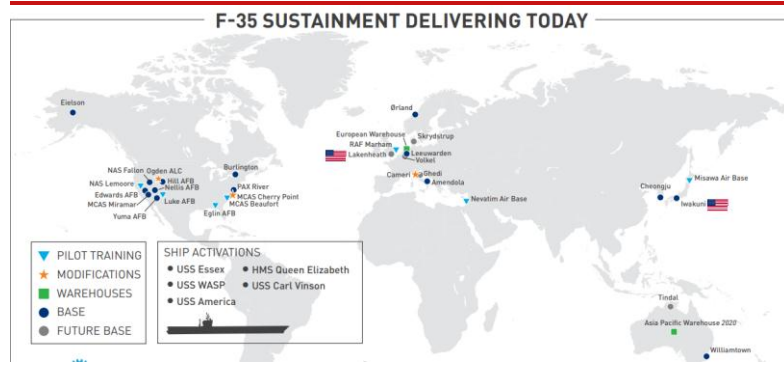 F-35 SUSTAINMENT DELIVERING TODAY
Eielson
Ørland
European Warehouse
Skrydstrup
RAF Marham
Leeuwarden
Lakenheath
Volkel
Burlington
NAS Fallon
Ogden ALC
Hill AFB
NAS Lemoore
Nellis AFB
Edwards AFB
MCAS Miramar
Luke AFB
Yuma AFB
PAX River
MCAS Cherry Point
MCAS Beaufort
Eglin AFB
Cameri
Ghedi
Amendola
Nevatim Air Base
Misawa Air Base
Cheongju
Iwakuni
PILOT TRAINING
MODIFICATIONS
WAREHOUSES
BASE
FUTURE BASE
SHIP ACTIVATIONS
• USS Essex
• HMS Queen Elizabeth
• USS WASP
• USS Carl Vinson
• USS America
Tindal
Asia Pacific Warehouse 2020
Williamtown